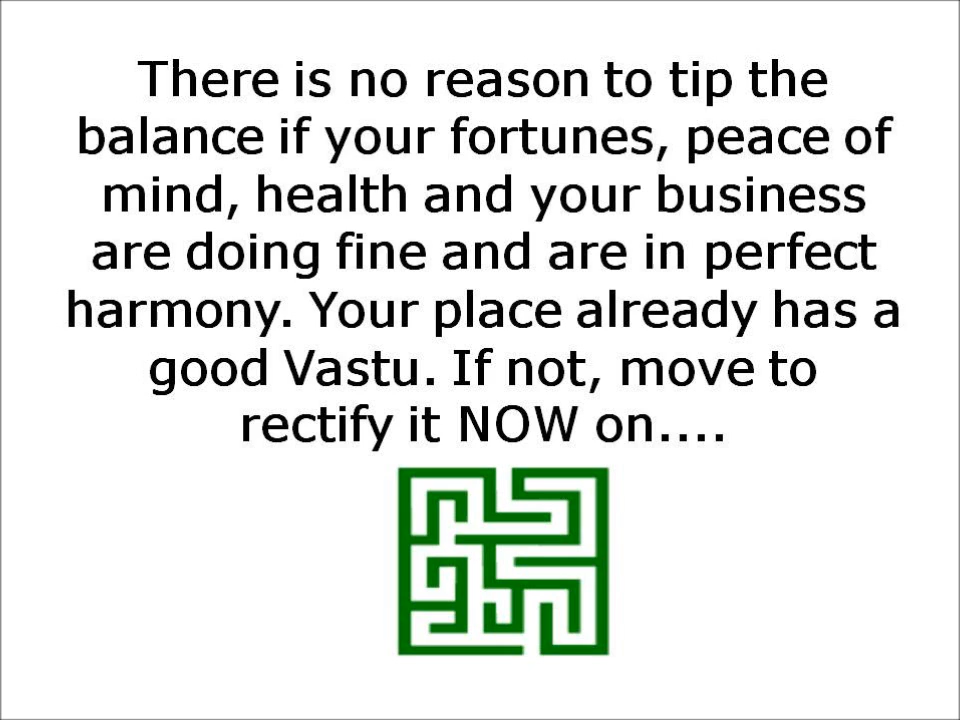 There is no reason to tip the
balance if your fortunes, peace of
mind, health and your business
are doing fine and are in perfect
harmony. Your place already has a
good Vastu. If not, move to
rectify it NOW on....